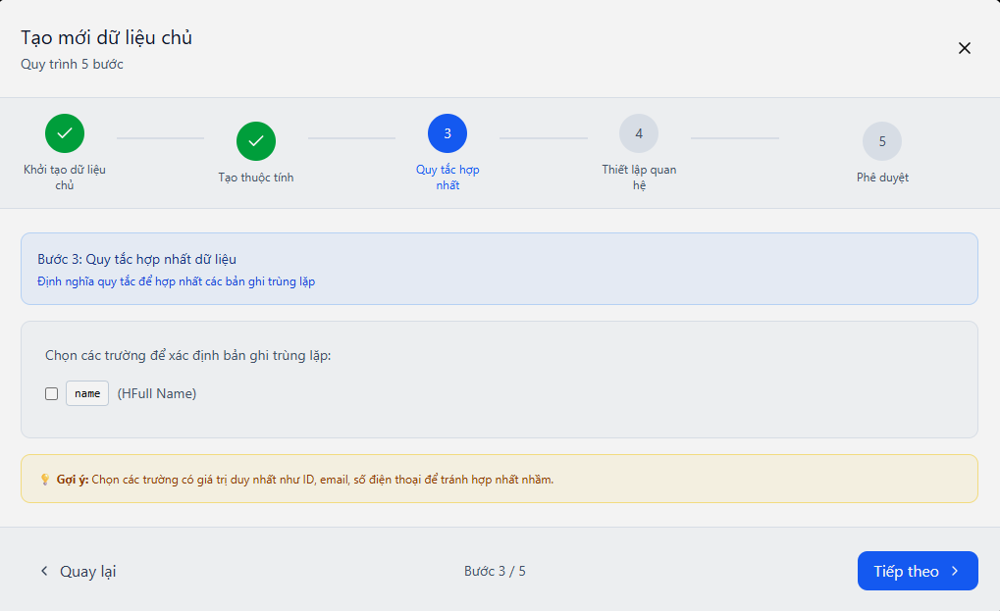 Tạo mới dữ liệu chủ
Quy trình 5 bước
Khởi tạo dữ liệu
chủ
Tạo thuộc tính
3
Quy tắc hợp
nhất
4
Thiết lập quan
hệ
5
Phê duyệt
Bước 3: Quy tắc hợp nhất dữ liệu
Định nghĩa quy tắc để hợp nhất các bản ghi trùng lặp
Chọn các trường để xác định bản ghi trùng lặp:
name (HFull Name)
Gợi ý: Chọn các trường có giá trị duy nhất như ID, email, số điện thoại để tránh hợp nhất nhầm.
Quay lại
Bước 3 / 5
Tiếp theo